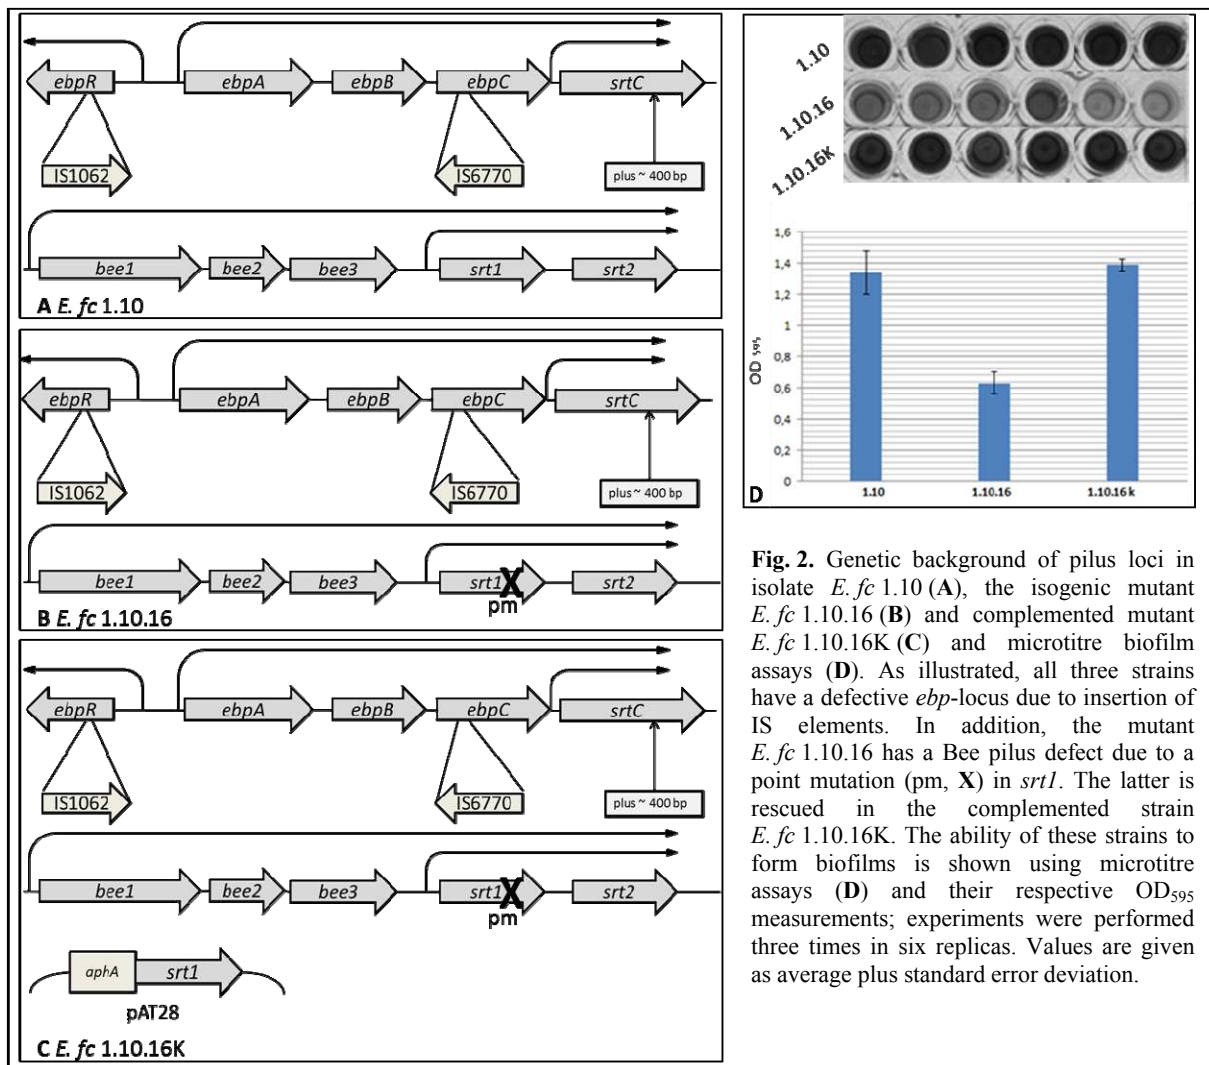 ebpR ebpA ebpB ebpC srtC
IS1062 IS6770 plus ~ 400 bp
bee1 bee2 bee3 srt1 srt2
A E. fc 1.10
ebpR ebpA ebpB ebpC srtC
IS1062 IS6770 plus ~ 400 bp
bee1 bee2 bee3 srt1 X srt2
pm
B E. fc 1.10.16
ebpR ebpA ebpB ebpC srtC
IS1062 IS6770 plus ~ 400 bp
bee1 bee2 bee3 srt1 X srt2
pm
aphA srt1
pAT28
C E. fc 1.10.16K
1.10
1.10.16
1.10.16K
1,6
1,4
1,2
1
0,8
0,6
0,4
0,2
0
OD 595
1.10 1.10.16 1.10.16k
D
Fig. 2. Genetic background of pilus loci in
isolate E. fc 1.10 (A), the isogenic mutant
E. fc 1.10.16 (B) and complemented mutant
E. fc 1.10.16K (C) and microtitre biofilm
assays (D). As illustrated, all three strains
have a defective ebp-locus due to insertion of
IS elements. In addition, the mutant
E. fc 1.10.16 has a Bee pilus defect due to a
point mutation (pm, X) in srt1. The latter is
rescued in the complemented strain
E. fc 1.10.16K. The ability of these strains to
form biofilms is shown using microtitre
assays (D) and their respective OD595
measurements; experiments were performed
three times in six replicas. Values are given
as average plus standard error deviation.